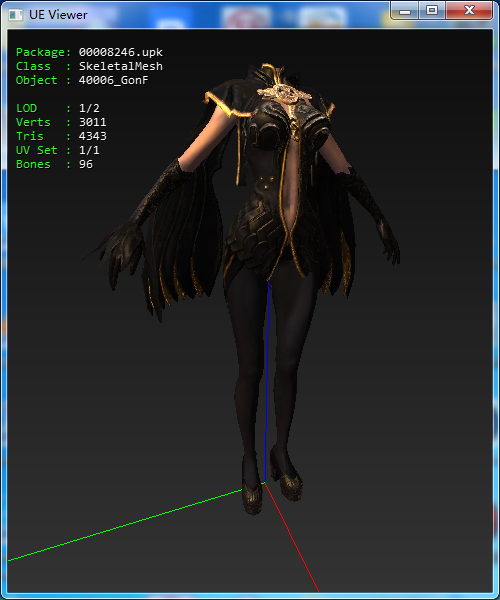 UE Viewer
Package: 00008246.upk
Class : SkeletalMesh
Object : 40006_GonF
LOD : 1/2
Verts : 3011
Tris : 4343
UV Set : 1/1
Bones : 96